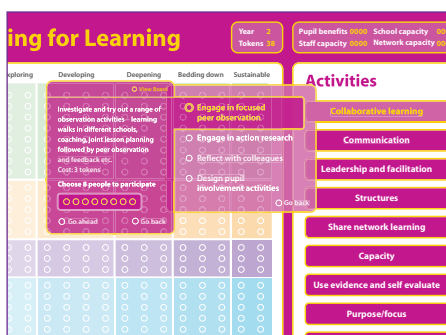 ing for Learning
Year 2
Tokens 38
Pupil benefits 0000 School capacity 00
Staff capacity 0000 Network capacity 00
xploring Developing Deepening Bedding down Sustainable
Activities
View Board
Investigate and try out a range of
observation activities – learning
walks in different schools,
coaching, joint lesson planning
followed by peer observation
and feedback etc.
Cost: 3 tokens
Choose 8 people to participate
Go ahead
Go back
Engage in focused
peer observation
Engage in action research
Reflect with colleagues
Design pupil
involvement activities
Go back
Collaborative learning
Communication
Leadership and facilitation
Structures
Share network learning
Capacity
Use evidence and self evaluate
Purpose/focus